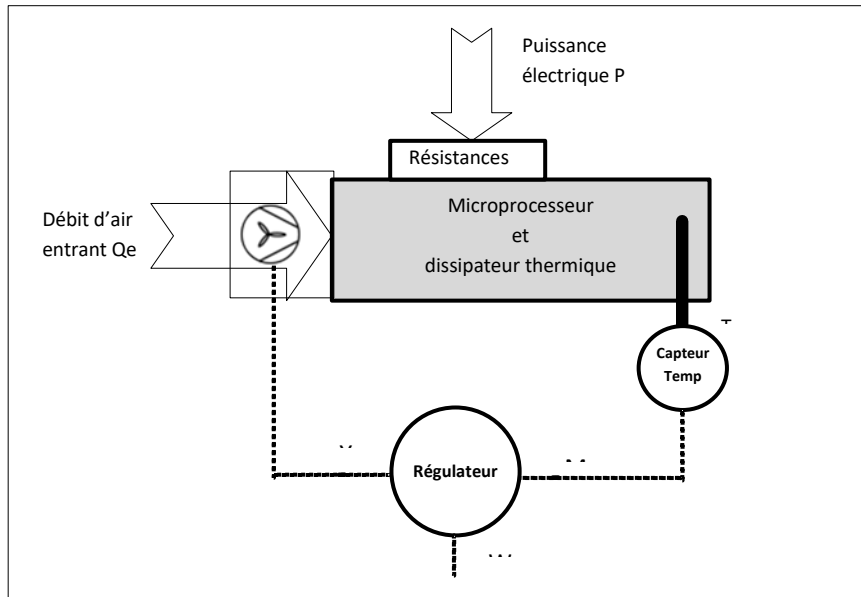 Puissance
électrique P
Résistances
Débit d’air
entrant Qe
Microprocesseur
et
dissipateur thermique
Capteur
Temp
Régulateur